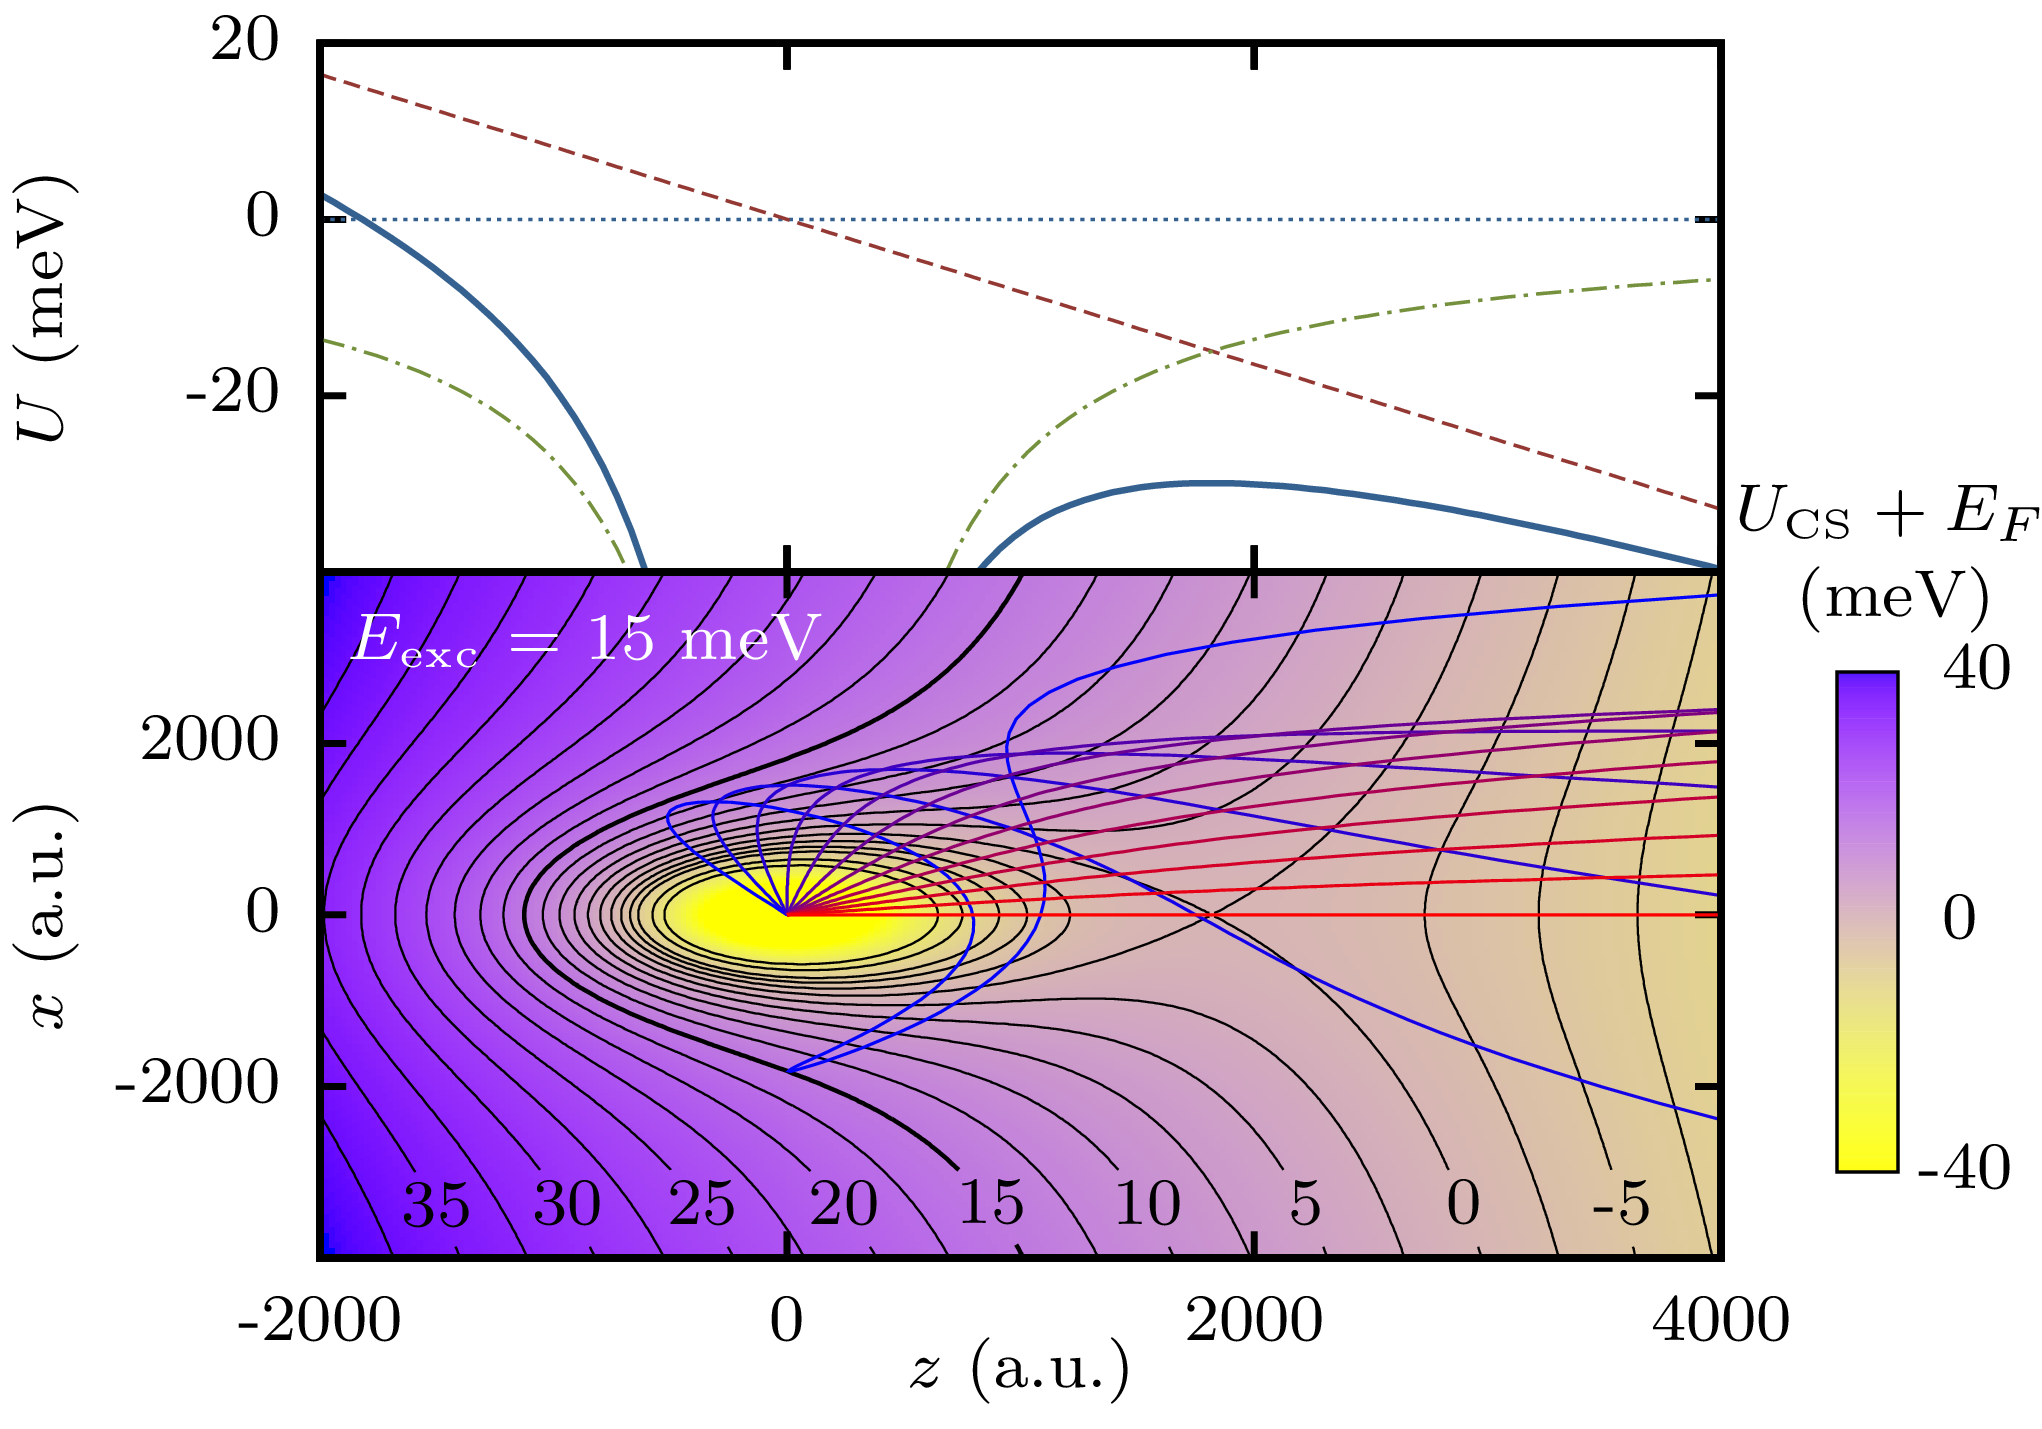 20
0
-20
U (meV)
U_CS + E_F
(meV)
40
0
-40
E_exc = 15 meV
2000
0
-2000
x (a.u.)
35 30 25 20 15 10 5 0 -5
-2000 0 2000 4000
z (a.u.)